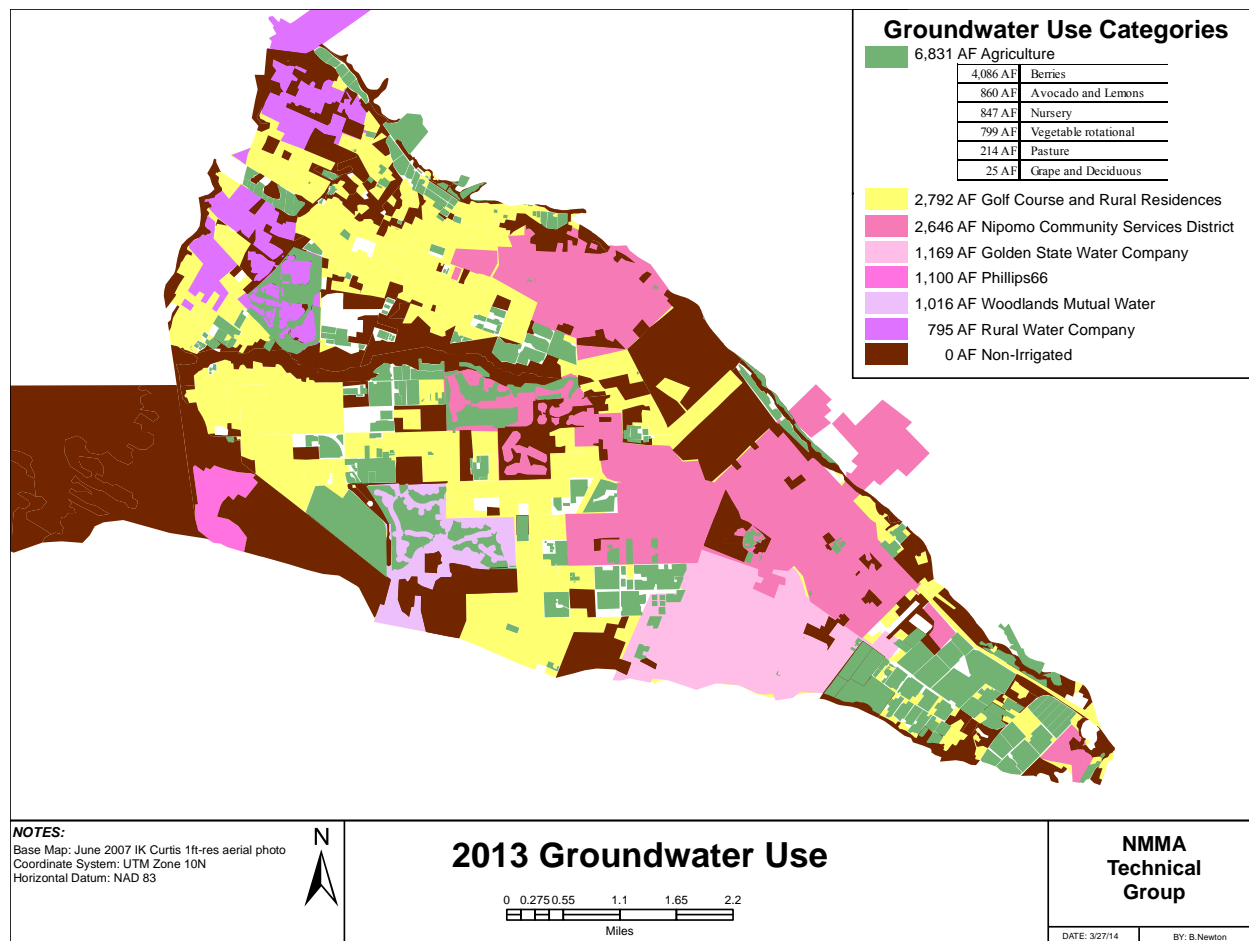 Groundwater Use Categories
6,831 AF Agriculture
4,086 AF Berries
860 AF Avocado and Lemons
847 AF Nursery
799 AF Vegetable rotational
214 AF Pasture
25 AF Grape and Deciduous
2,792 AF Golf Course and Rural Residences
2,646 AF Nipomo Community Services District
1,169 AF Golden State Water Company
1,100 AF Phillips66
1,016 AF Woodlands Mutual Water
795 AF Rural Water Company
0 AF Non-Irrigated
NOTES:
Base Map: June 2007 IK Curtis 1ft-res aerial photo
Coordinate System: UTM Zone 10N
Horizontal Datum: NAD 83
N
2013 Groundwater Use
0 0.275 0.55 1.1 1.65 2.2
Miles
NMMA
Technical
Group
DATE: 3/27/14 BY: B.Newton